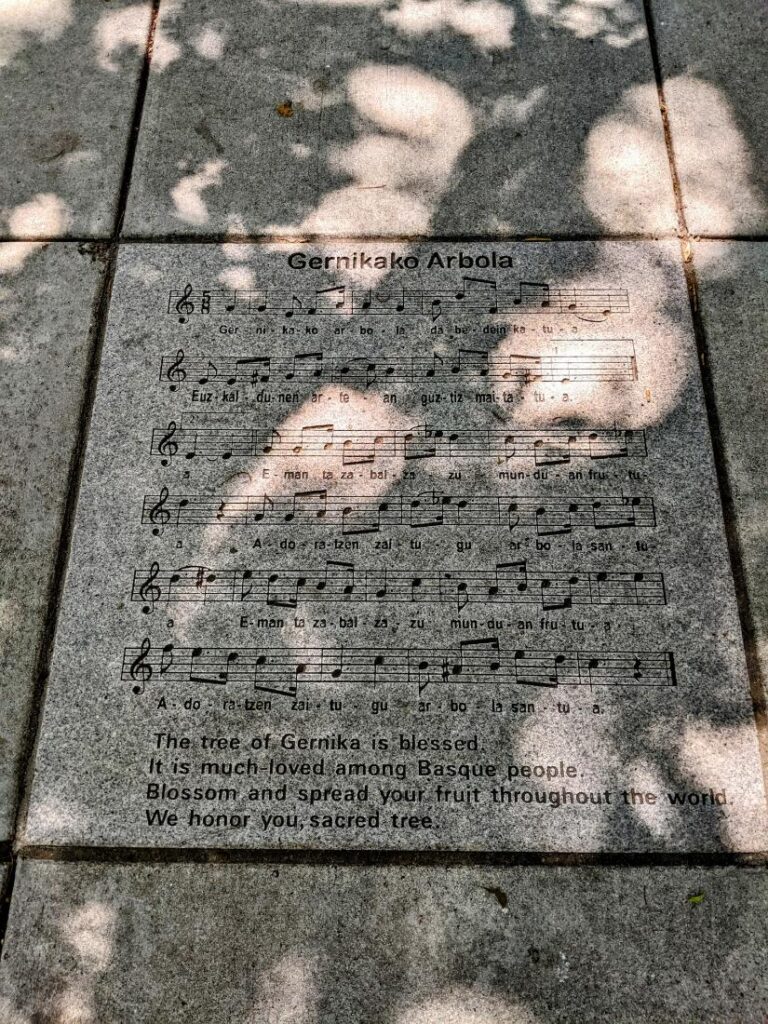 Gernikako Arbola
Ger - ni - ka - ko ar - bo - la da be - dein - ka - tu - a
Euz - kal - du - nen ar - te - an guz - tiz mai - ta - tu - a.
a. E - man ta za - bal - za - zu mun - du - an fru - tu -
a A - do - ra - tzen zai - tu - gu ar - bo - la san - tu -
a E - man ta za - bal - za - zu mun - du - an fru - tu - a
A - do - ra - tzen zai - tu - gu ar - bo - la san - tu - a.
The tree of Gernika is blessed.
It is much-loved among Basque people.
Blossom and spread your fruit throughout the world.
We honor you, sacred tree.